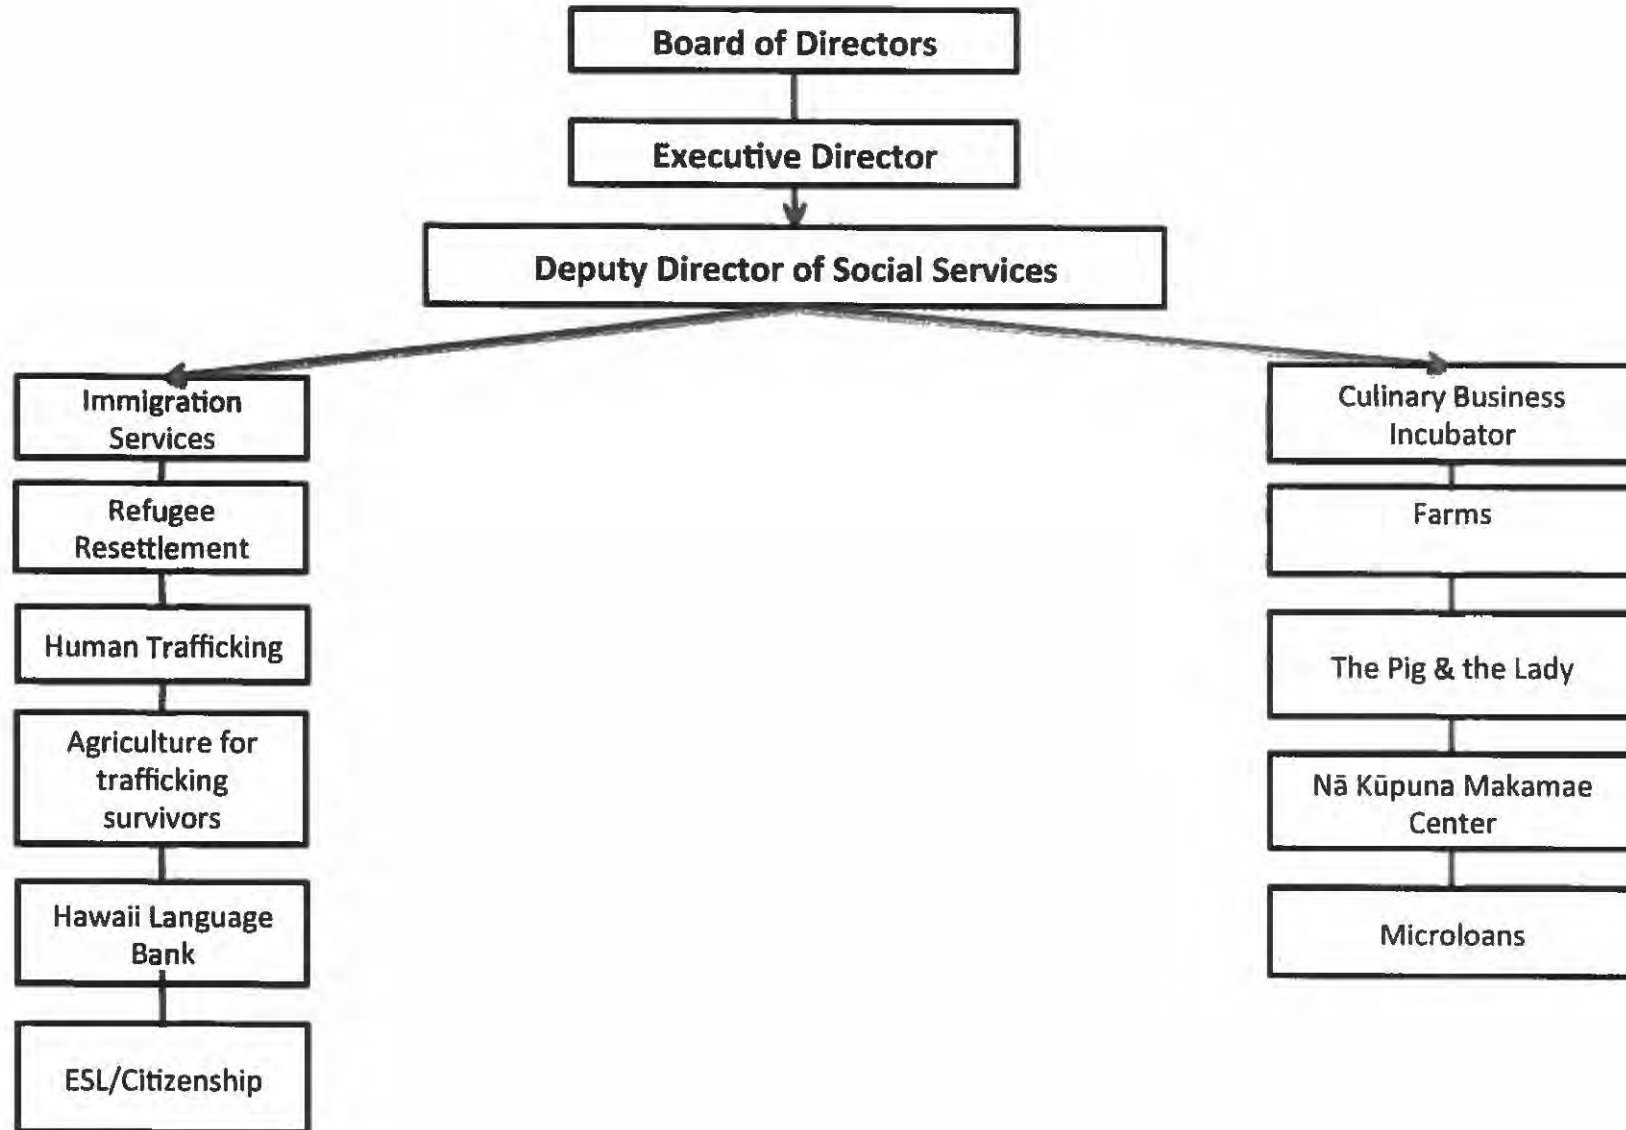 Board of Directors
Executive Director
Deputy Director of Social Services
Immigration
Services
Refugee
Resettlement
Human Trafficking
Agriculture for
trafficking
survivors
Hawaii Language
Bank
ESL/Citizenship
Culinary Business
Incubator
Farms
The Pig & the Lady
Nā Kūpuna Makamae
Center
Microloans